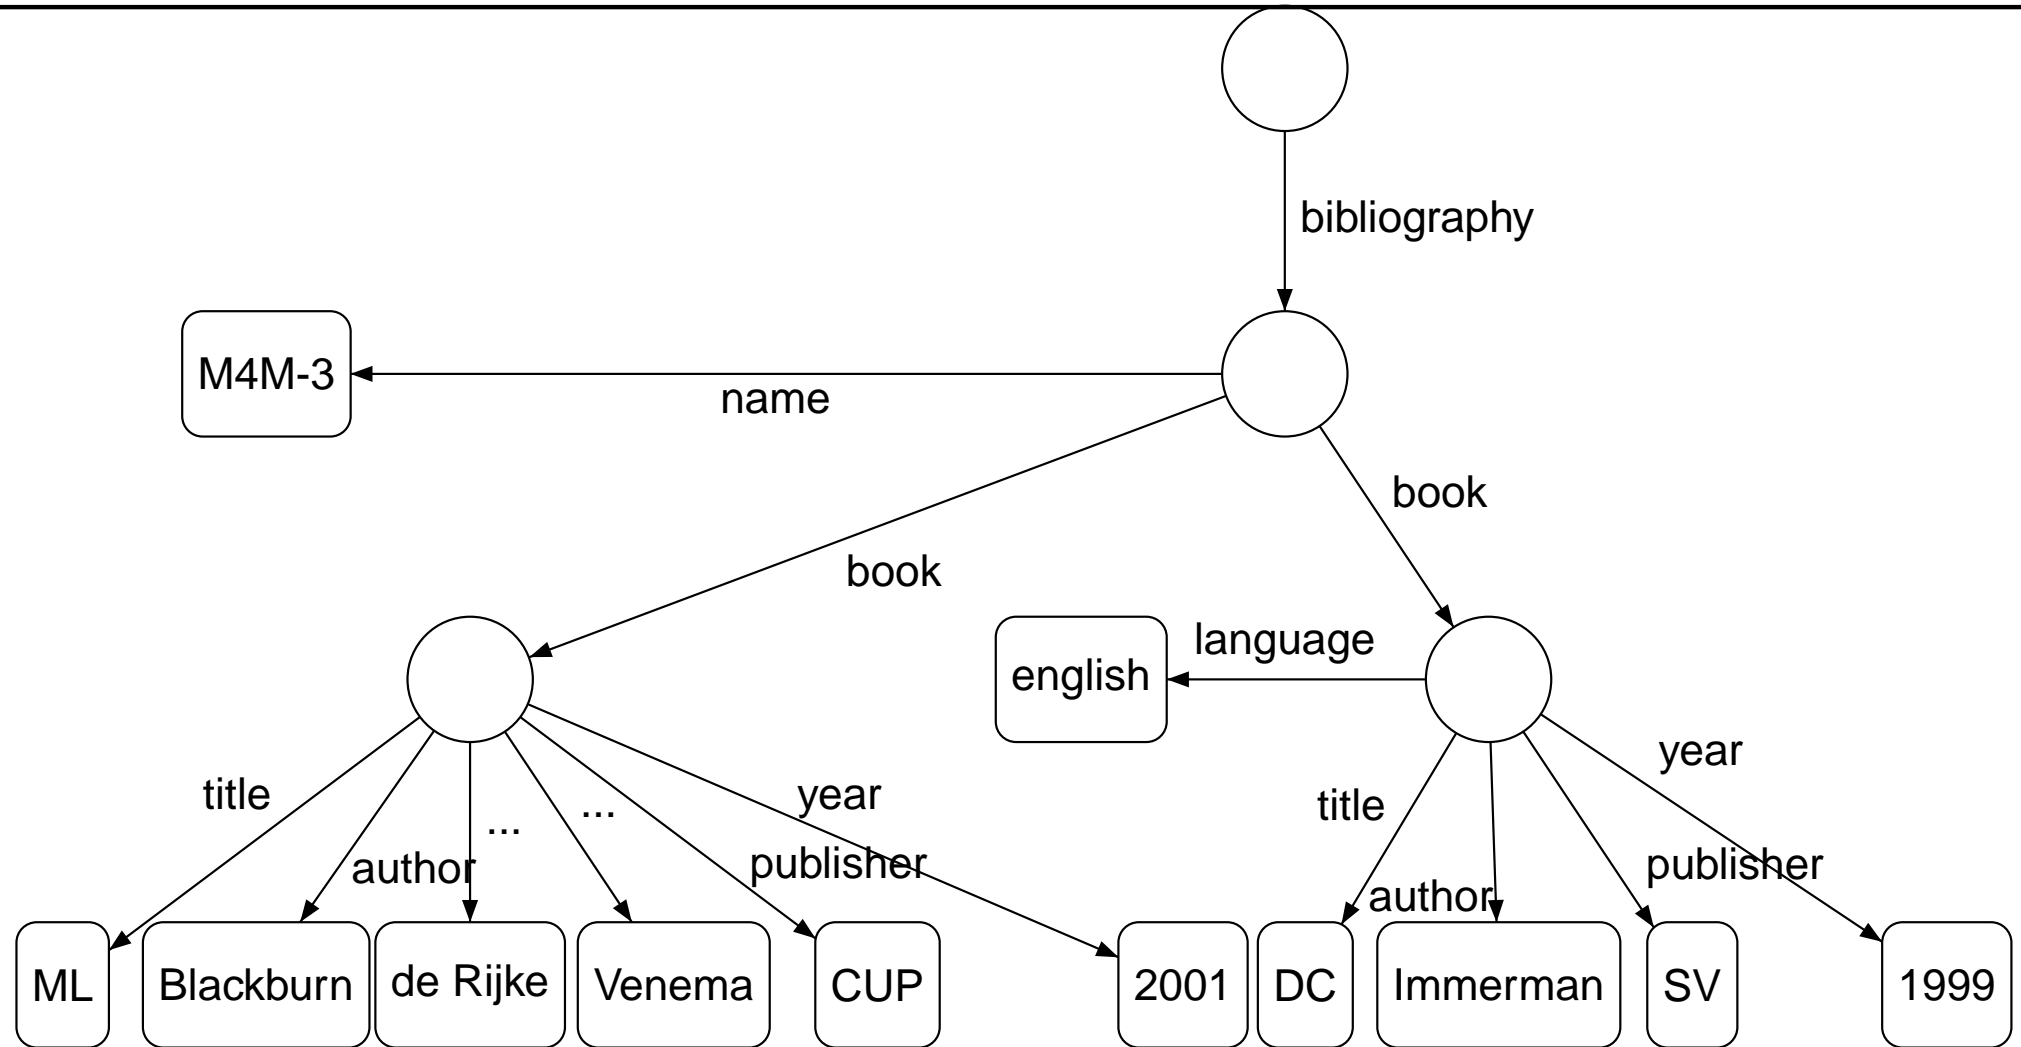 bibliography
M4M-3
name
book
book
language
english
year
title
year
title
...
...
author
publisher
author
publisher
ML
Blackburn
de Rijke
Venema
CUP
2001
DC
Immerman
SV
1999